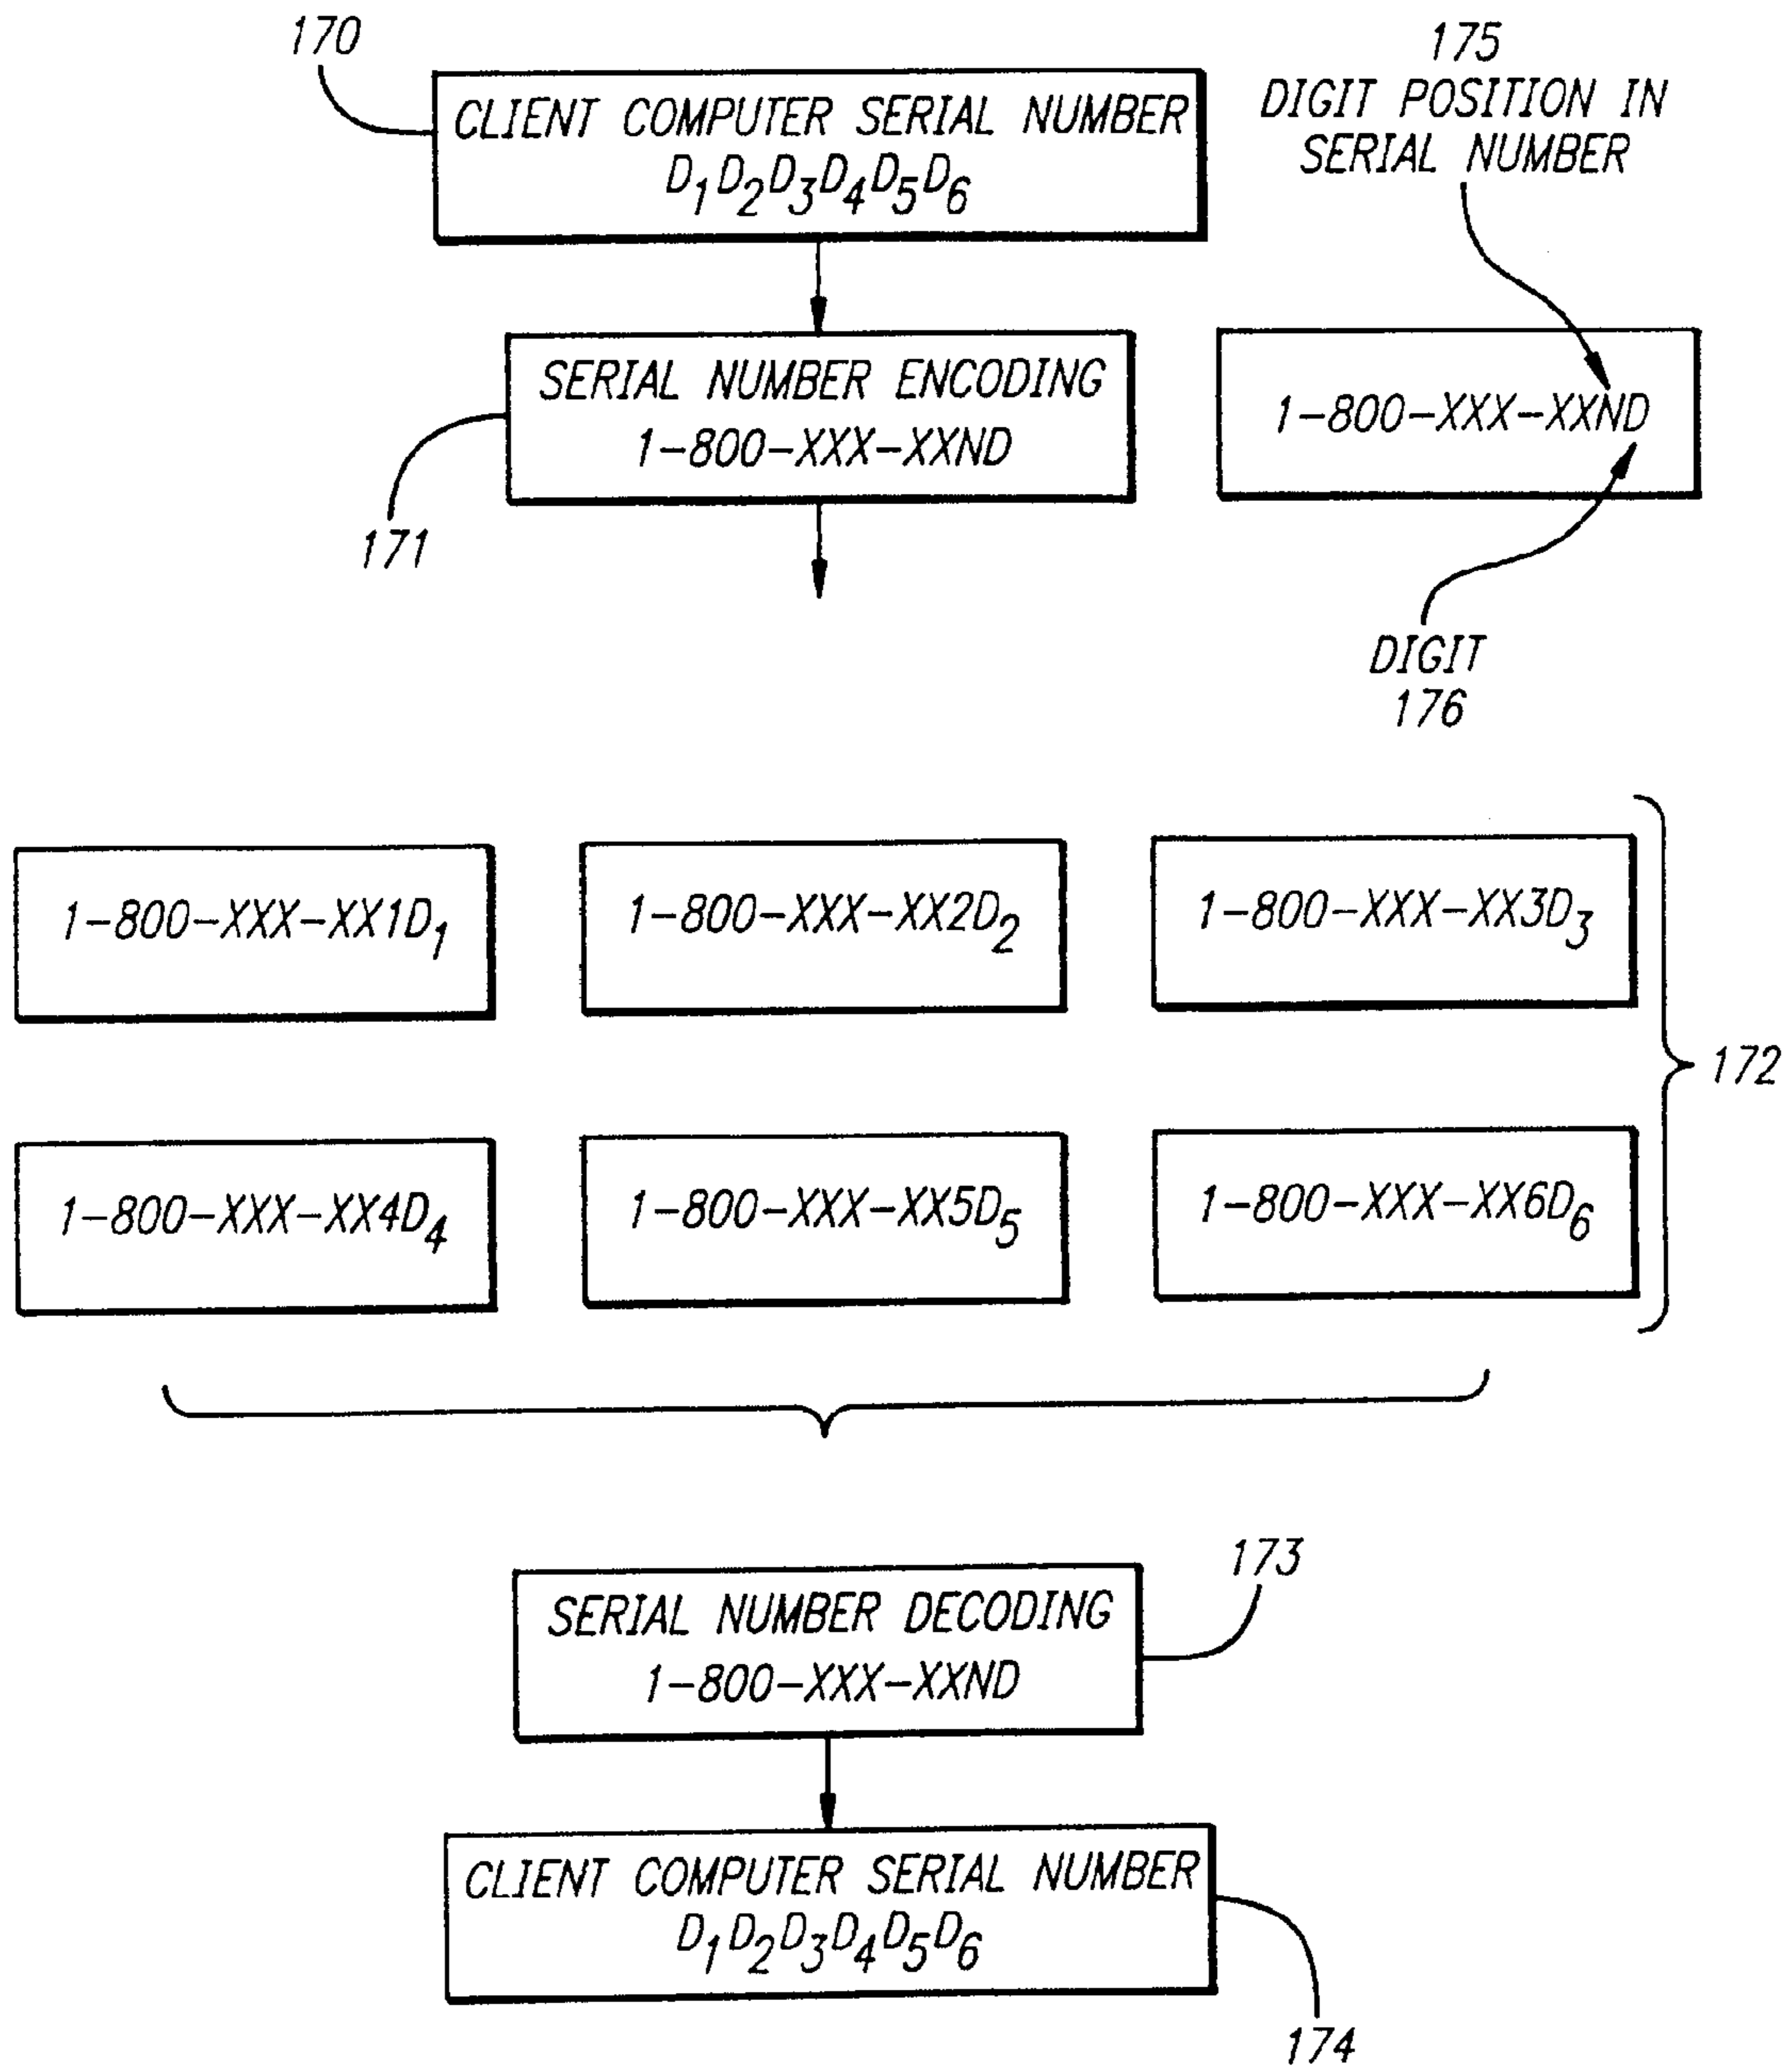 170
CLIENT COMPUTER SERIAL NUMBER
D₁D₂D₃D₄D₅D₆
175
DIGIT POSITION IN
SERIAL NUMBER
SERIAL NUMBER ENCODING
1-800-XXX-XXND
171
1-800-XXX-XXND
DIGIT
176
1-800-XXX-XX1D₁
1-800-XXX-XX2D₂
1-800-XXX-XX3D₃
172
1-800-XXX-XX4D₄
1-800-XXX-XX5D₅
1-800-XXX-XX6D₆
173
SERIAL NUMBER DECODING
1-800-XXX-XXND
CLIENT COMPUTER SERIAL NUMBER
D₁D₂D₃D₄D₅D₆
174